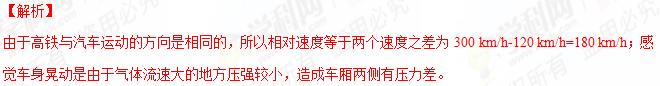 【解析】
由于高铁与汽车运动的方向是相同的，所以相对速度等于两个速度之差为 300 km/h-120 km/h=180 km/h；感
觉车身晃动是由于气体流速大的地方压强较小，造成车厢两侧有压力差。